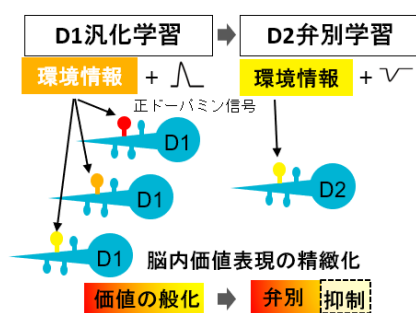 D1汎化学習
D2弁別学習
環境情報 +
環境情報 +
正ドーパミン信号
D1
D1
D2
D1
脳内価値表現の精緻化
価値の般化
弁別 抑制